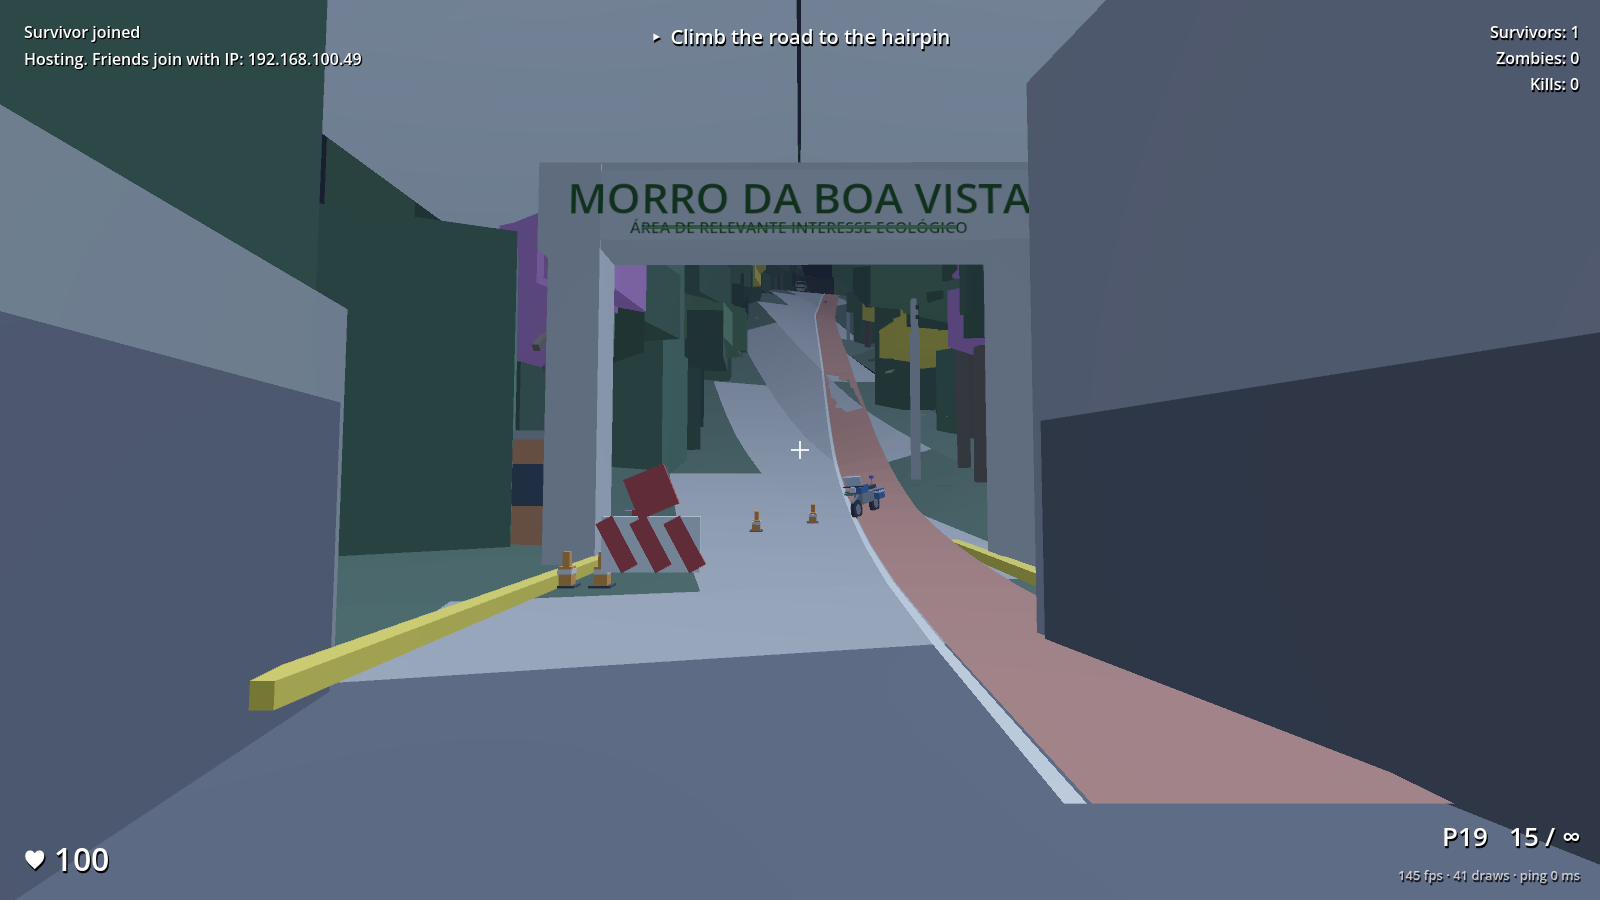 Survivor joined
Hosting. Friends join with IP: 192.168.100.49
▸ Climb the road to the hairpin
Survivors: 1
Zombies: 0
Kills: 0
MORRO DA BOA VISTA
ÁREA DE RELEVANTE INTERESSE ECOLÓGICO
100
P19 15 / ∞
145 fps · 41 draws · ping 0 ms